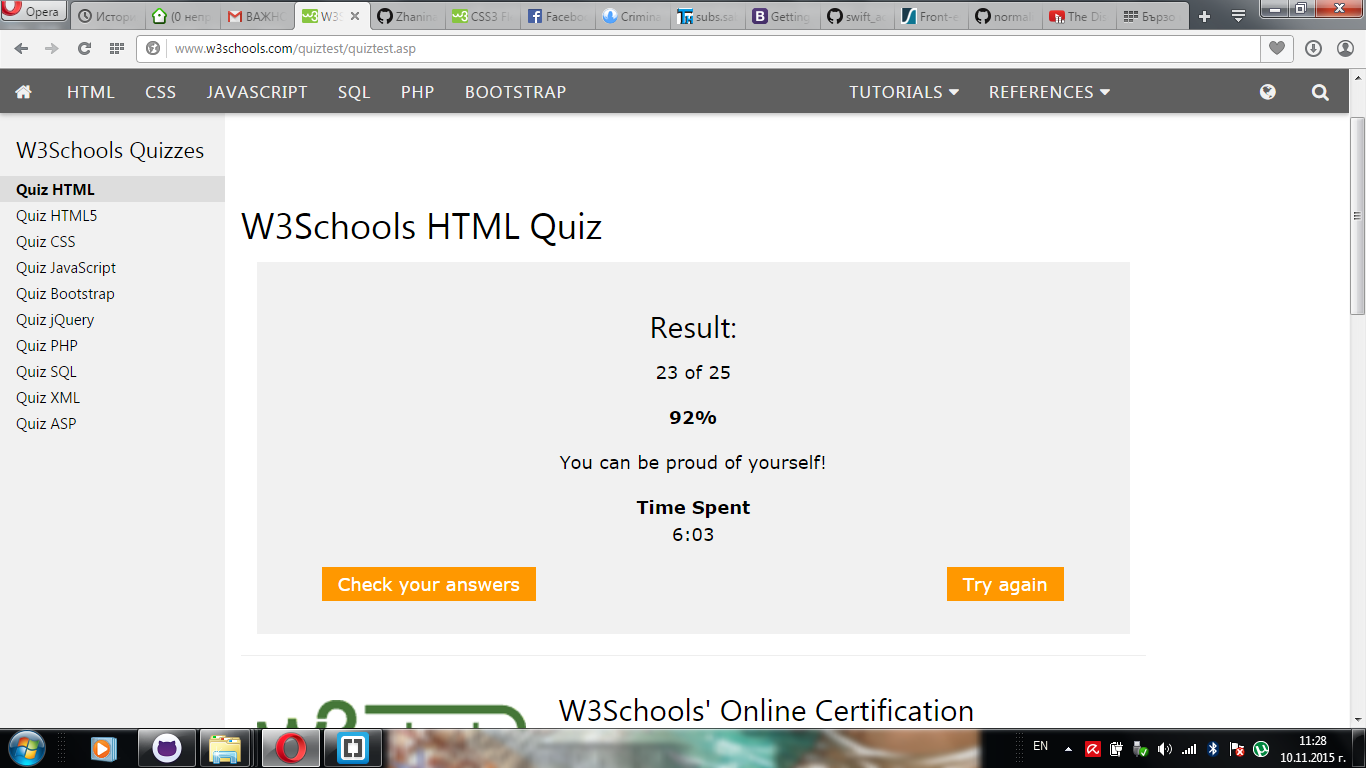 Opera
Истори
(0 непр
ВАЖНО
W3S
Zhanina
CSS3 Fl
Facebo
Crimina
subs.sa
Getting
swift_a
Front-e
normal
The Dis
Бързо
www.w3schools.com/quiztest/quiztest.asp
HTML CSS JAVASCRIPT SQL PHP BOOTSTRAP TUTORIALS REFERENCES
W3Schools Quizzes
Quiz HTML
Quiz HTML5
Quiz CSS
Quiz JavaScript
Quiz Bootstrap
Quiz jQuery
Quiz PHP
Quiz SQL
Quiz XML
Quiz ASP
W3Schools HTML Quiz
Result:
23 of 25
92%
You can be proud of yourself!
Time Spent
6:03
Check your answers
Try again
W3Schools' Online Certification
EN
11:28
10.11.2015 г.